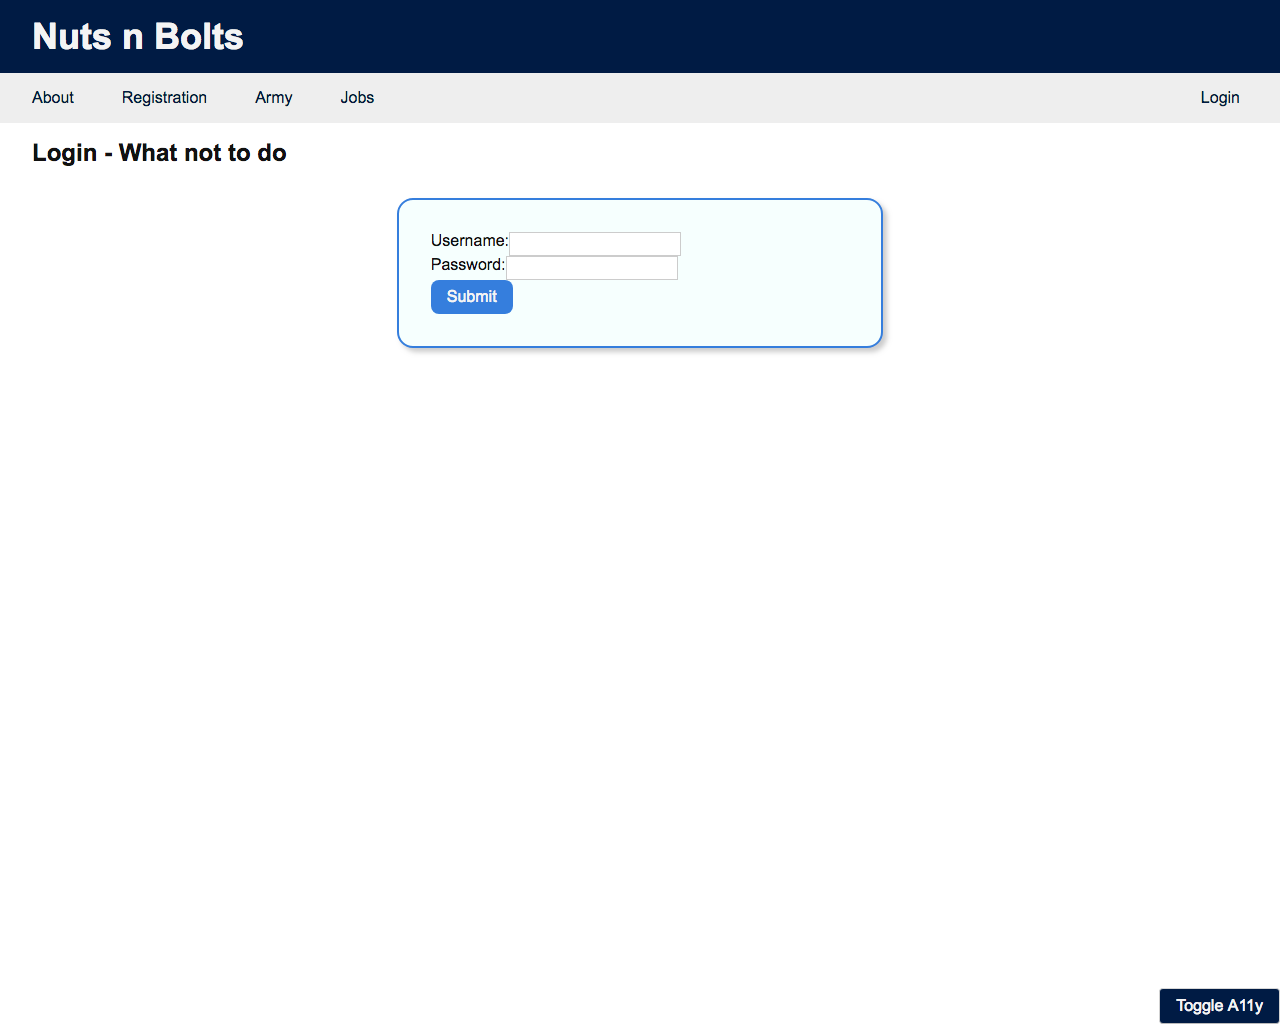 Nuts n Bolts
About Registration Army Jobs Login
Login - What not to do
Username:
Password:
Submit
Toggle A11y